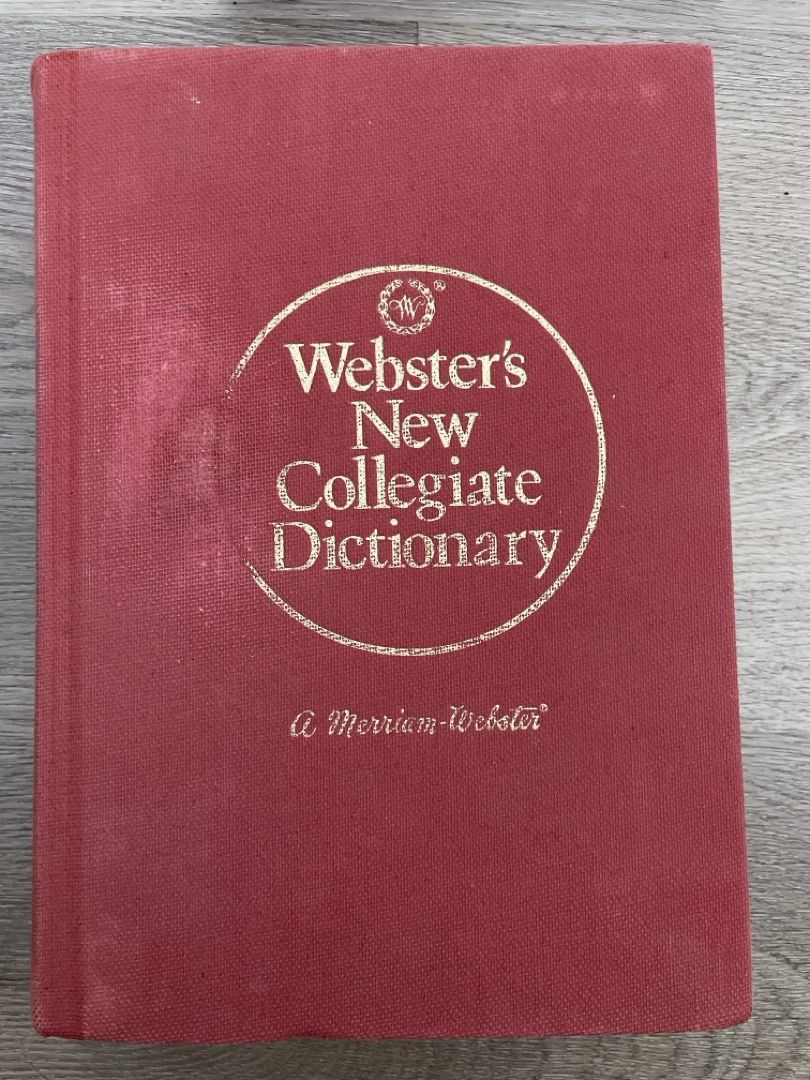 W ®
Webster's
New
Collegiate
Dictionary
A Merriam-Webster®